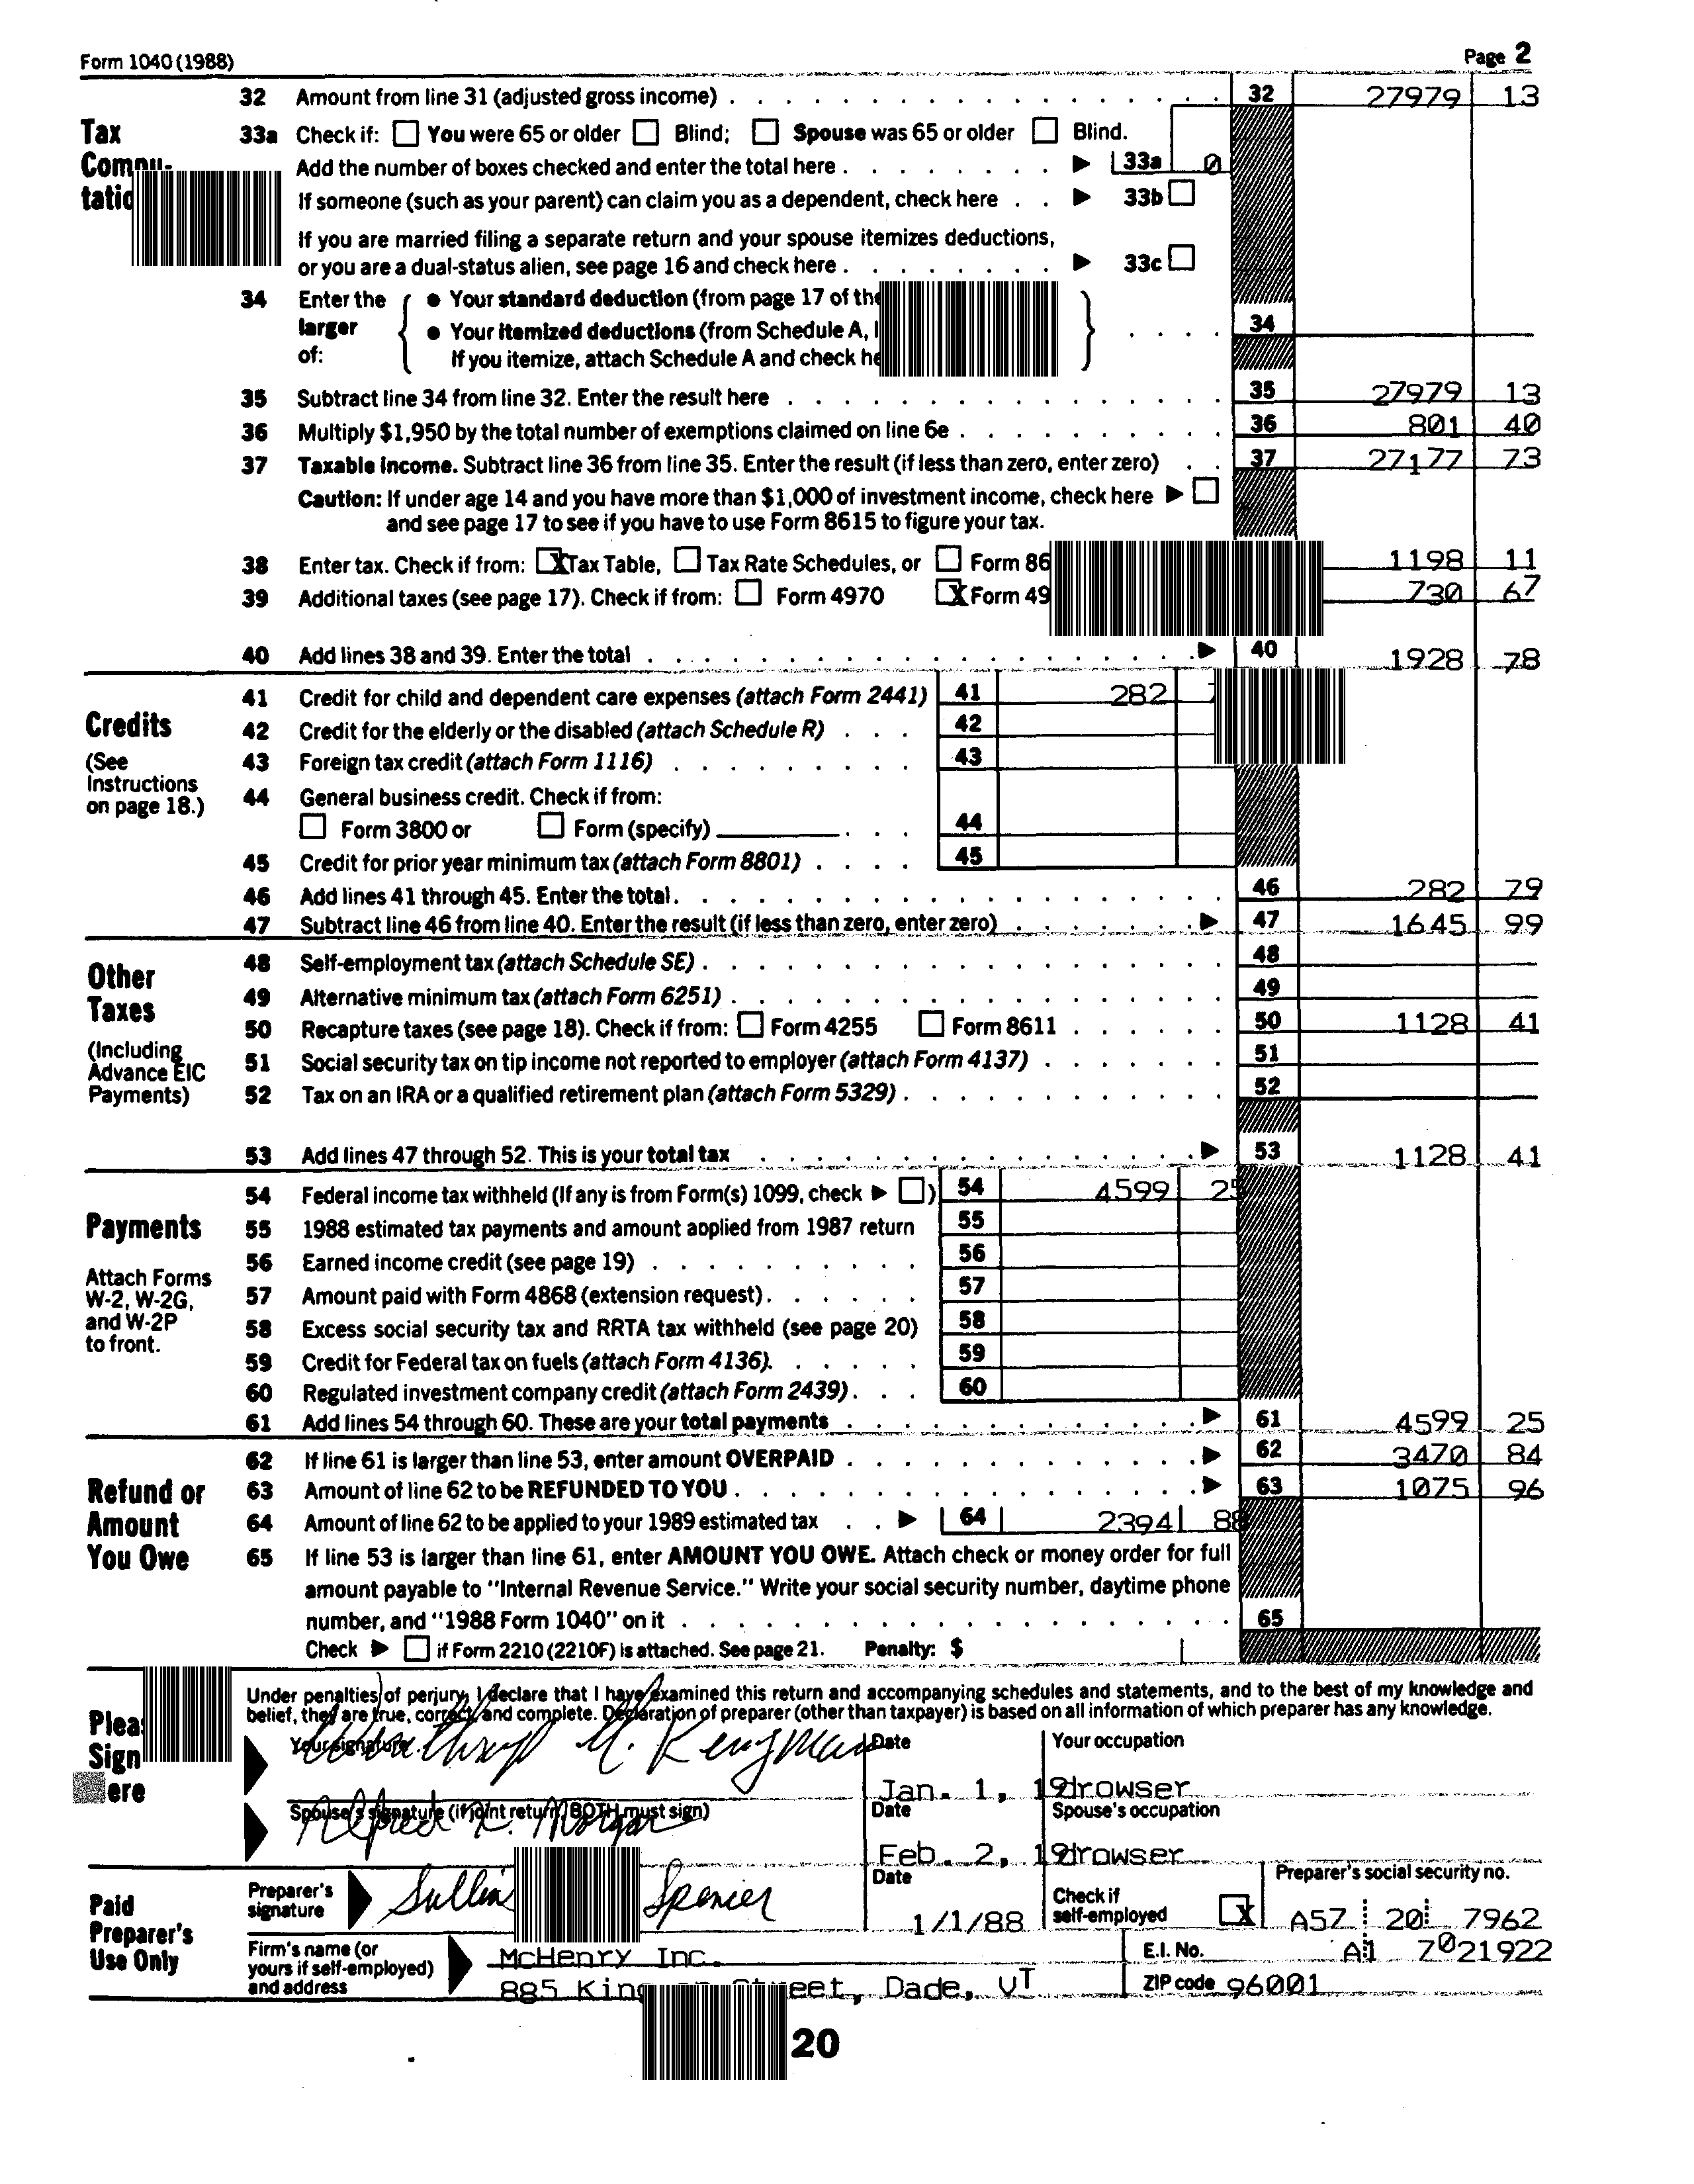 Form 1040 (1988) Page 2
32 Amount from line 31 (adjusted gross income) 32 27979 13
Tax
33a Check if: You were 65 or older Blind; Spouse was 65 or older Blind.
Add the number of boxes checked and enter the total here 33a 0
If someone (such as your parent) can claim you as a dependent, check here 33b
If you are married filing a separate return and your spouse itemizes deductions,
or you are a dual-status alien, see page 16 and check here 33c
34 Enter the larger of:
• Your standard deduction (from page 17 of the
• Your itemized deductions (from Schedule A,
If you itemize, attach Schedule A and check
34
35 Subtract line 34 from line 32. Enter the result here 35 27979 13
36 Multiply $1,950 by the total number of exemptions claimed on line 6e 36 801 40
37 Taxable income. Subtract line 36 from line 35. Enter the result (if less than zero, enter zero) 37 27177 73
Caution: If under age 14 and you have more than $1,000 of investment income, check here
and see page 17 to see if you have to use Form 8615 to figure your tax.
38 Enter tax. Check if from: X Tax Table, Tax Rate Schedules, or Form 86 1198 11
39 Additional taxes (see page 17). Check if from: Form 4970 X Form 49 730 67
40 Add lines 38 and 39. Enter the total 40 1928 78
Credits
(See
Instructions
on page 18.)
41 Credit for child and dependent care expenses (attach Form 2441) 41 282
42 Credit for the elderly or the disabled (attach Schedule R) 42
43 Foreign tax credit (attach Form 1116) 43
44 General business credit. Check if from:
Form 3800 or Form (specify) 44
45 Credit for prior year minimum tax (attach Form 8801) 45
46 Add lines 41 through 45. Enter the total 46 282 79
47 Subtract line 46 from line 40. Enter the result (if less than zero, enter zero) 47 1645 99
Other
Taxes
(Including
Advance EIC
Payments)
48 Self-employment tax (attach Schedule SE) 48
49 Alternative minimum tax (attach Form 6251) 49
50 Recapture taxes (see page 18). Check if from: Form 4255 Form 8611 50 1128 41
51 Social security tax on tip income not reported to employer (attach Form 4137) 51
52 Tax on an IRA or a qualified retirement plan (attach Form 5329) 52
53 Add lines 47 through 52. This is your total tax 53 1128 41
Payments
Attach Forms
W-2, W-2G,
and W-2P
to front.
54 Federal income tax withheld (If any is from Form(s) 1099, check ) 54 4599 25
55 1988 estimated tax payments and amount applied from 1987 return 55
56 Earned income credit (see page 19) 56
57 Amount paid with Form 4868 (extension request) 57
58 Excess social security tax and RRTA tax withheld (see page 20) 58
59 Credit for Federal tax on fuels (attach Form 4136) 59
60 Regulated investment company credit (attach Form 2439) 60
61 Add lines 54 through 60. These are your total payments 61 4599 25
Refund or
Amount
You Owe
62 If line 61 is larger than line 53, enter amount OVERPAID 62 3470 84
63 Amount of line 62 to be REFUNDED TO YOU 63 1075 96
64 Amount of line 62 to be applied to your 1989 estimated tax 64 2394 88
65 If line 53 is larger than line 61, enter AMOUNT YOU OWE. Attach check or money order for full
amount payable to "Internal Revenue Service." Write your social security number, daytime phone
number, and "1988 Form 1040" on it 65
Check if Form 2210 (2210F) is attached. See page 21. Penalty: $
Sign
Under penalties of perjury, I declare that I have examined this return and accompanying schedules and statements, and to the best of my knowledge and
belief, they are true, correct, and complete. Declaration of preparer (other than taxpayer) is based on all information of which preparer has any knowledge.
Your signature Winthrop M. Kingman Date Your occupation
Jan. 1, 19 drowser
Spouse's signature (if joint return, BOTH must sign) Date Spouse's occupation
Alfred R. Morgan Feb. 2, 19 drowser
Paid
Preparer's
Use Only
Preparer's signature Spencer Date 1/1/88 Check if self-employed X Preparer's social security no. A57 20 7962
Firm's name (or
yours if self-employed)
and address
McHenry Inc. E.I. No. A1 7021922
885 Dade, VT ZIP code 96001
20